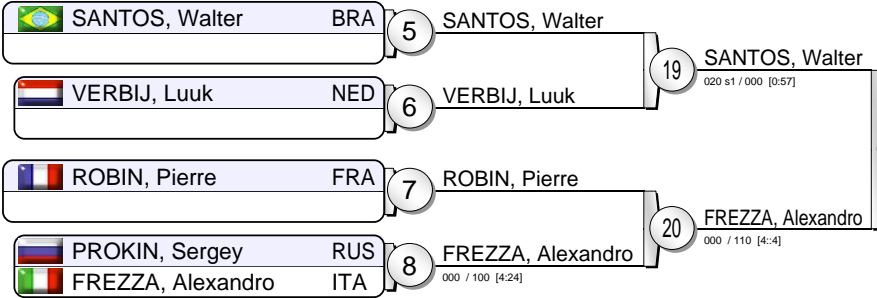 SANTOS, Walter BRA
5
SANTOS, Walter
19
SANTOS, Walter
020 s1 / 000 [0:57]
VERBIJ, Luuk NED
6
VERBIJ, Luuk
ROBIN, Pierre FRA
7
ROBIN, Pierre
20
FREZZA, Alexandro
000 / 110 [4::4]
PROKIN, Sergey RUS
FREZZA, Alexandro ITA
8
FREZZA, Alexandro
000 / 100 [4:24]